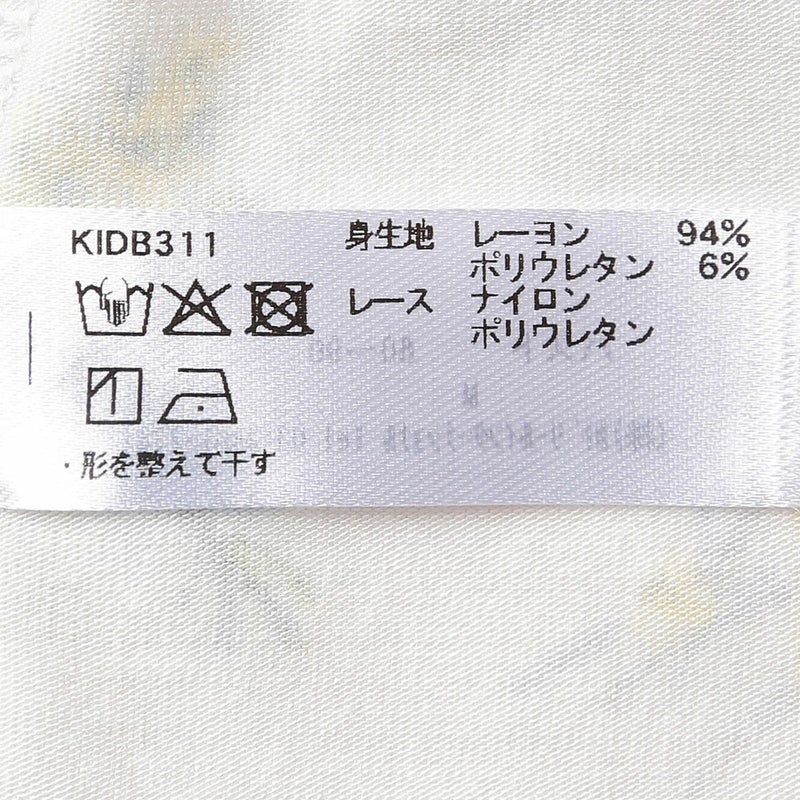 KIDB311
身生地 レーヨン 94%
ポリウレタン 6%
レース ナイロン
ポリウレタン
・形を整えて干す